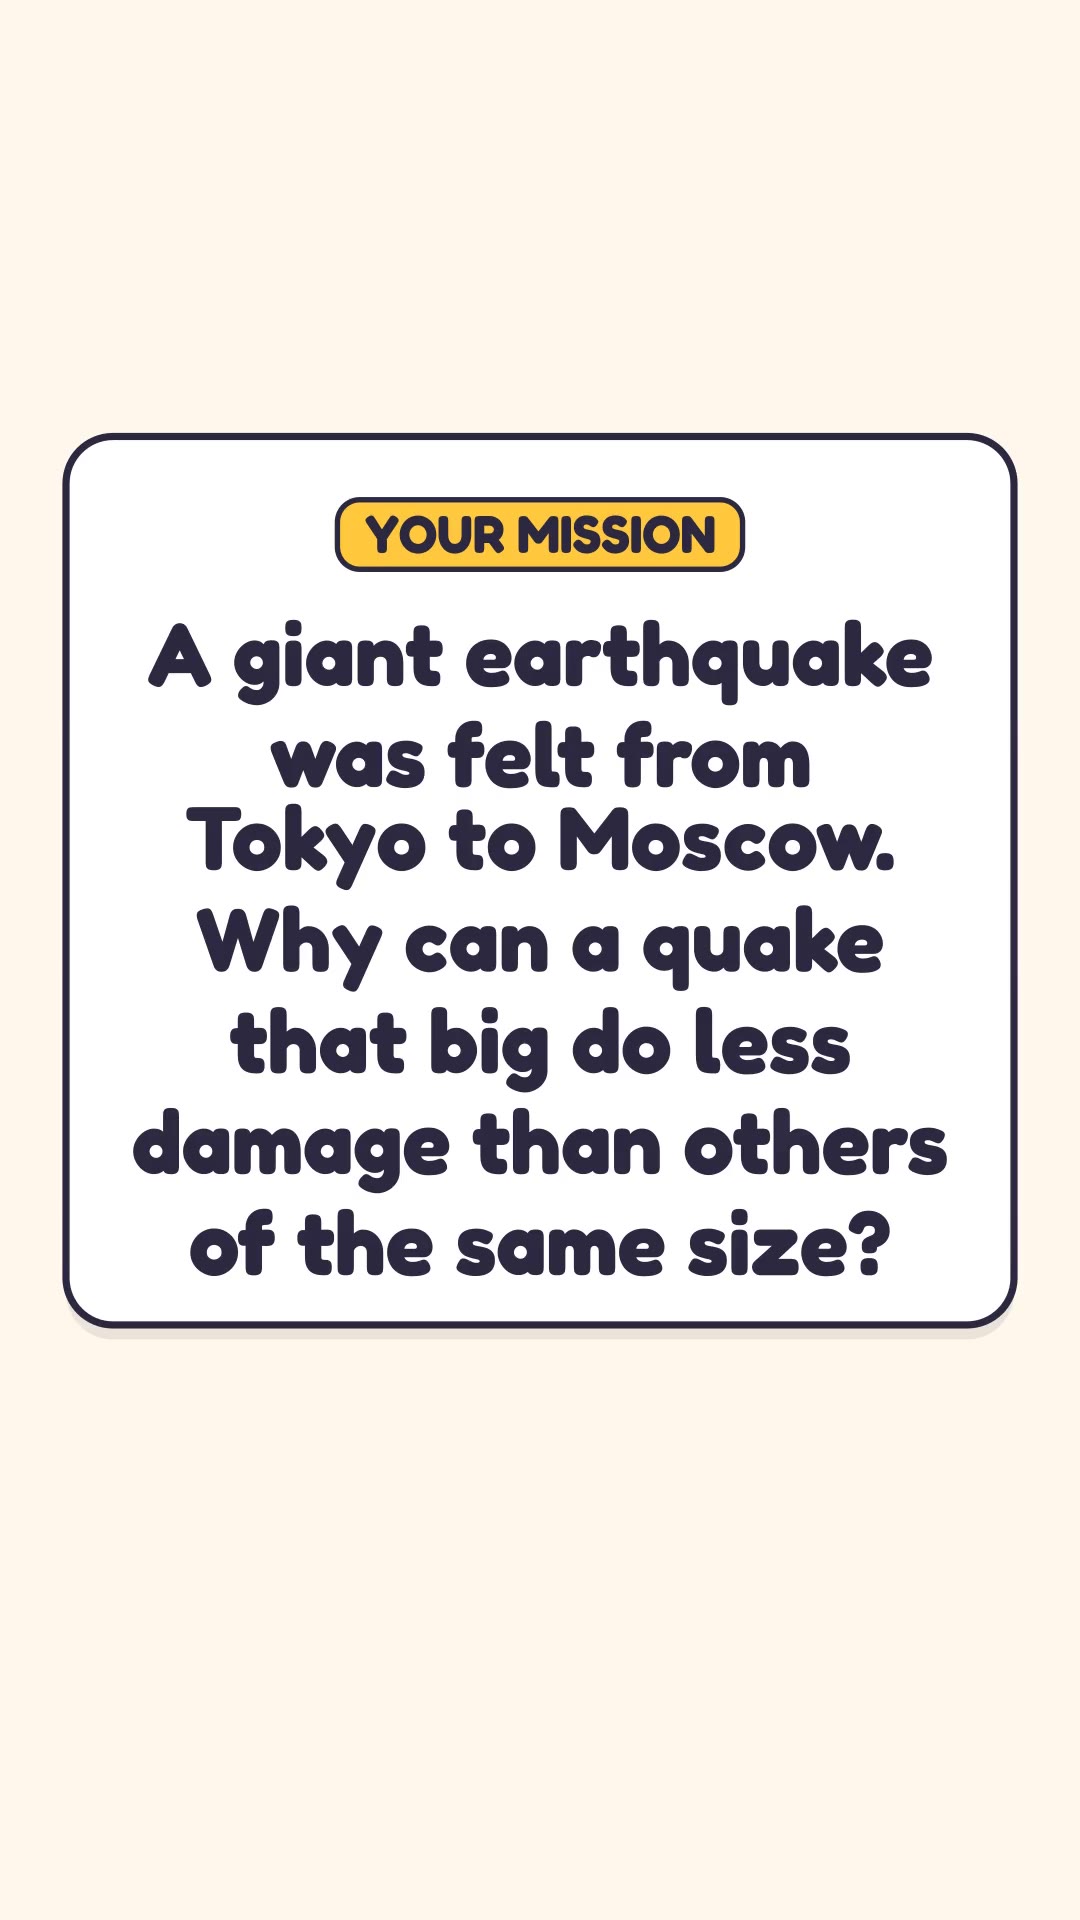 YOUR MISSION
A giant earthquake
was felt from
Tokyo to Moscow.
Why can a quake
that big do less
damage than others
of the same size?